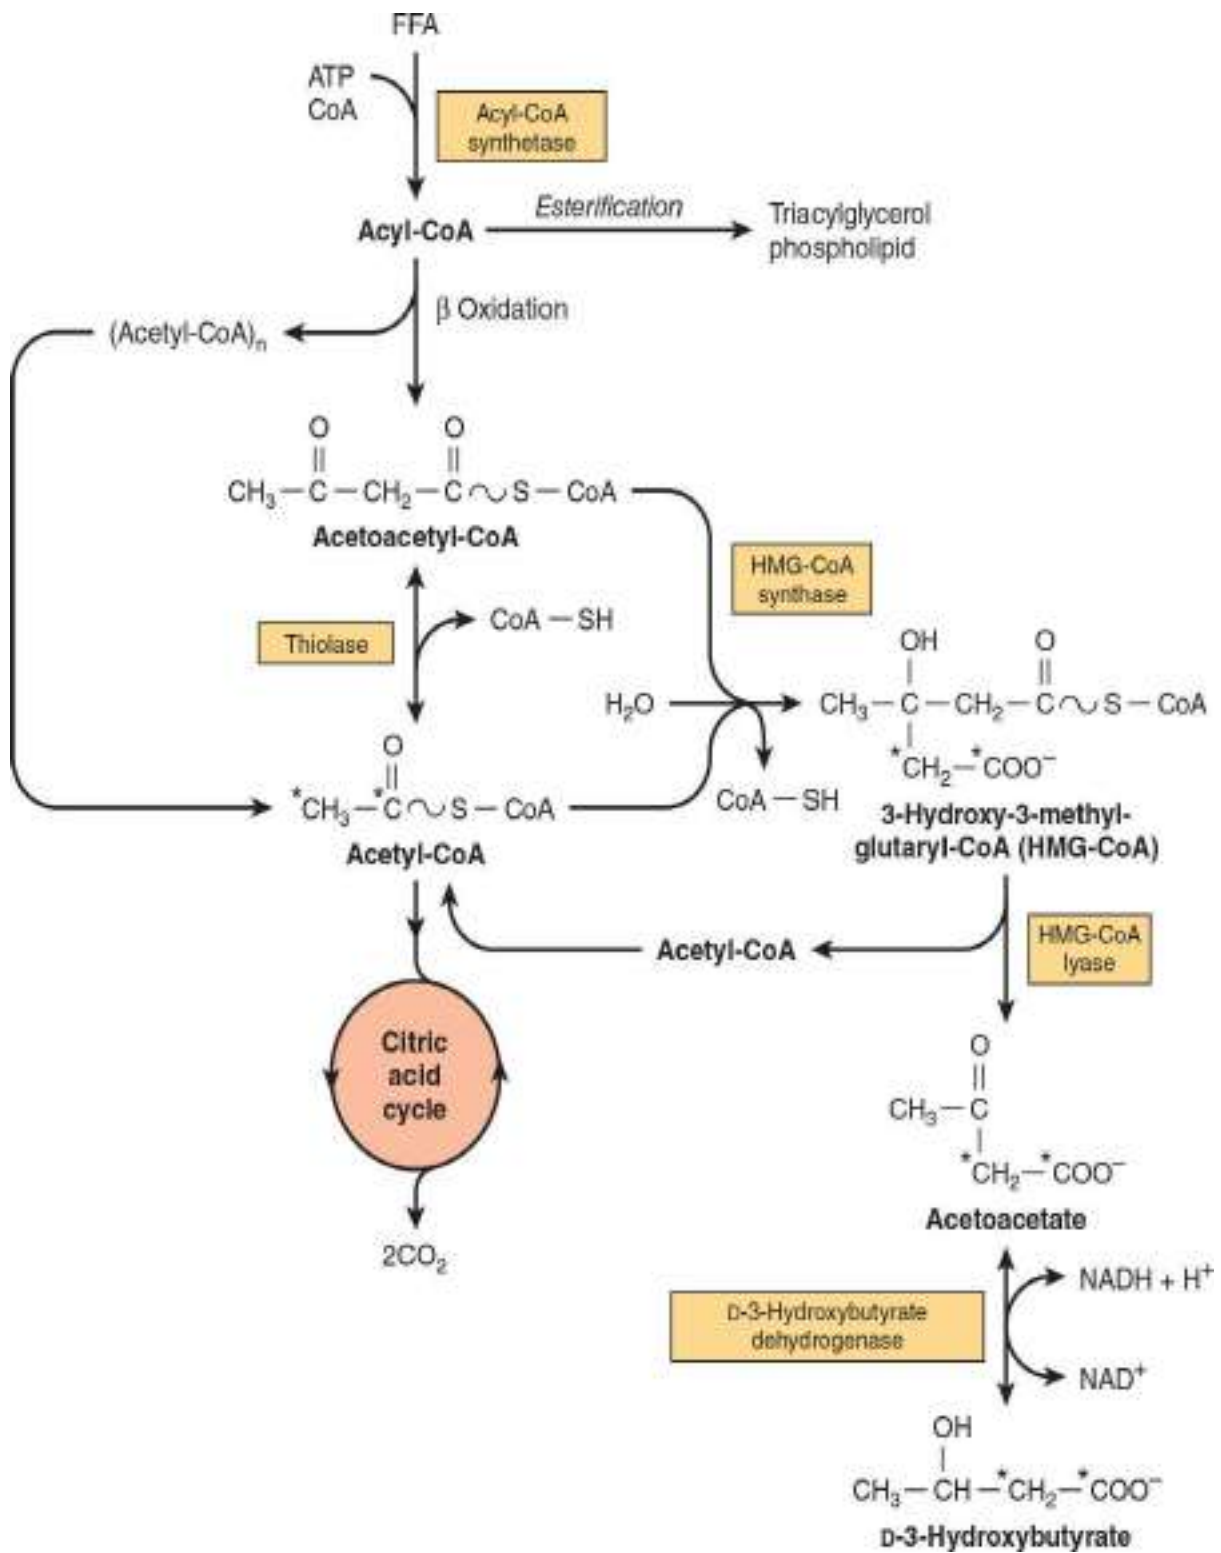 FFA
ATP
CoA
Acyl-CoA
synthetase
Acyl-CoA
Esterification
Triacylglycerol
phospholipid
β Oxidation
(Acetyl-CoA)n
O O
|| ||
CH₃—C—CH₂—C~S—CoA
Acetoacetyl-CoA
HMG-CoA
synthase
Thiolase
CoA—SH
OH O
| ||
H₂O
CH₃—C—CH₂—C~S—CoA
|
*CH₂—*COO⁻
O
||
*CH₃—*C~S—CoA
CoA—SH
3-Hydroxy-3-methyl-
glutaryl-CoA (HMG-CoA)
Acetyl-CoA
HMG-CoA
lyase
Acetyl-CoA
Citric
acid
cycle
O
||
CH₃—C
|
*CH₂—*COO⁻
Acetoacetate
2CO₂
NADH + H⁺
D-3-Hydroxybutyrate
dehydrogenase
NAD⁺
OH
|
CH₃—CH—*CH₂—*COO⁻
D-3-Hydroxybutyrate